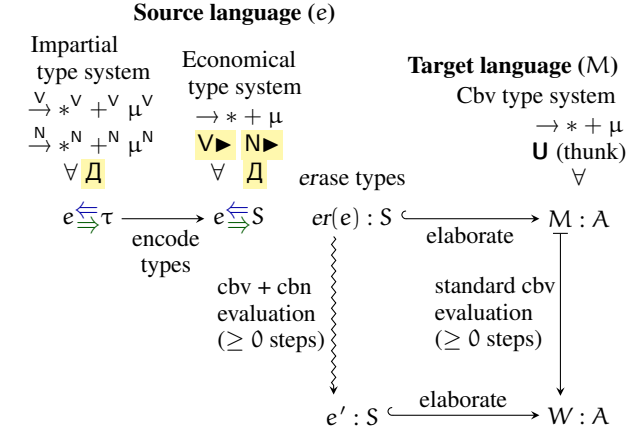 Source language (e)
Impartial
type system
→ⱽ *ⱽ +ⱽ μⱽ
→ᴺ *ᴺ +ᴺ μᴺ
∀ Д
Economical
type system
→ * + μ
V▶ N▶
∀ Д
Target language (M)
Cbv type system
→ * + μ
U (thunk)
∀
erase types
e ⇐⇒ τ
encode
types
e ⇐⇒ S
er(e) : S
elaborate
M : A
cbv + cbn
evaluation
(≥ 0 steps)
standard cbv
evaluation
(≥ 0 steps)
e′ : S
elaborate
W : A